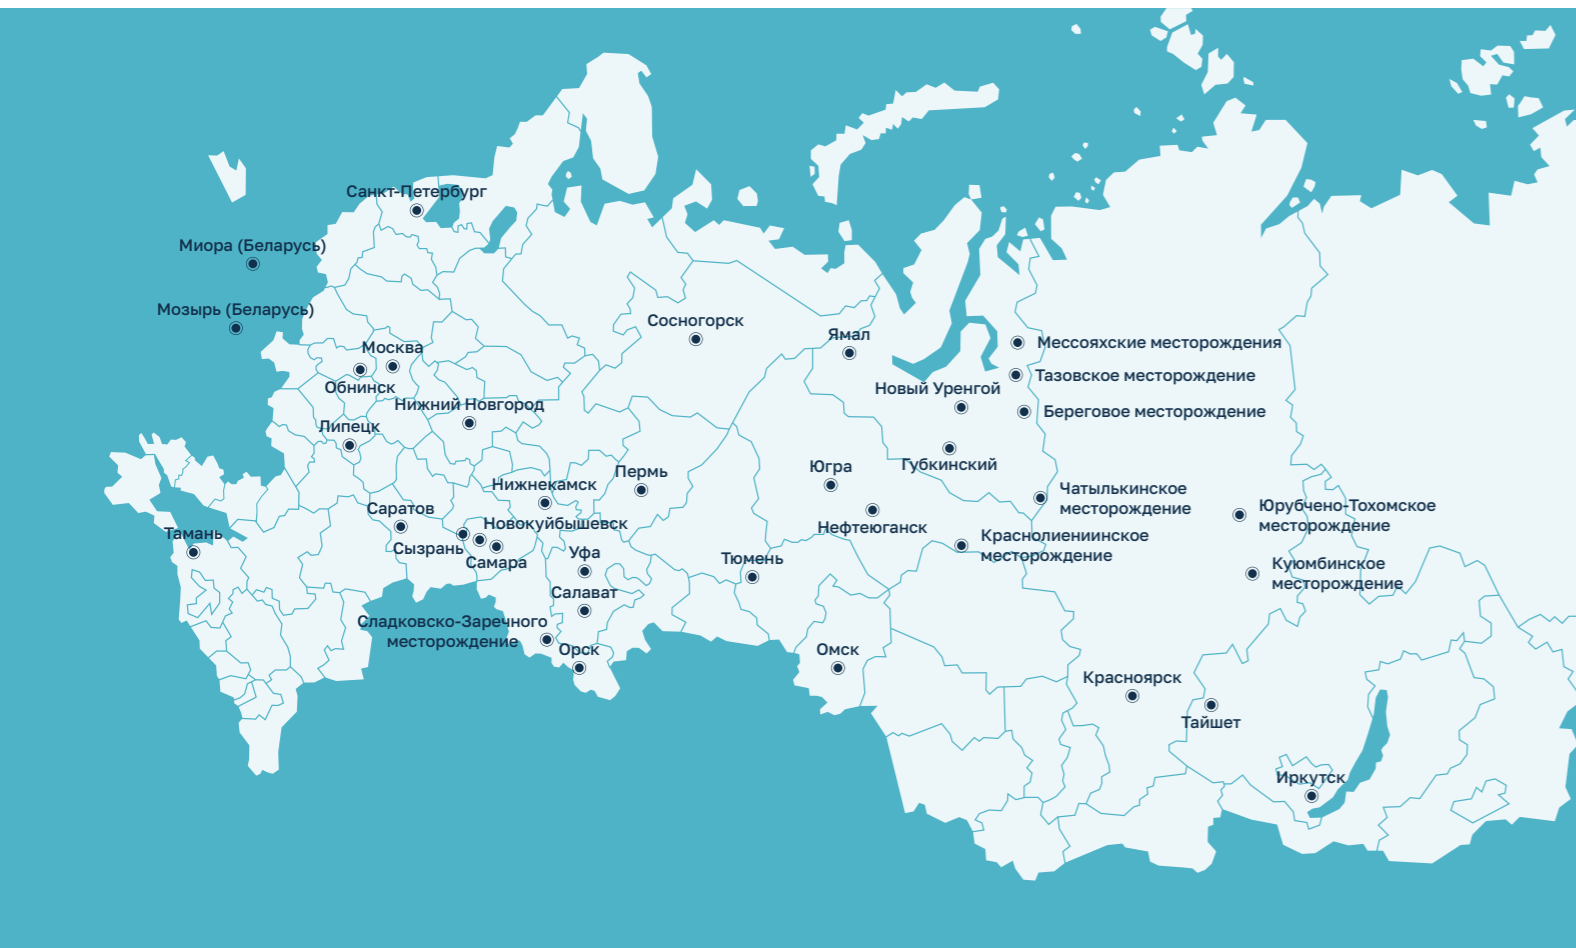 Санкт-Петербург
Миора (Беларусь)
Мозырь (Беларусь)
Сосногорск
Ямал
Москва
Мессояхские месторождения
Тазовское месторождение
Обнинск
Новый Уренгой
Нижний Новгород
Береговое месторождение
Липецк
Губкинский
Югра
Пермь
Нижнекамск
Чатылькинское
месторождение
Юрубчено-Тохомское
месторождение
Саратов
Новокуйбышевск
Нефтеюганск
Тамань
Краснолениинское
месторождение
Сызрань
Уфа
Самара
Тюмень
Куюмбинское
месторождение
Салават
Сладковско-Заречного
месторождение
Орск
Омск
Красноярск
Тайшет
Иркутск